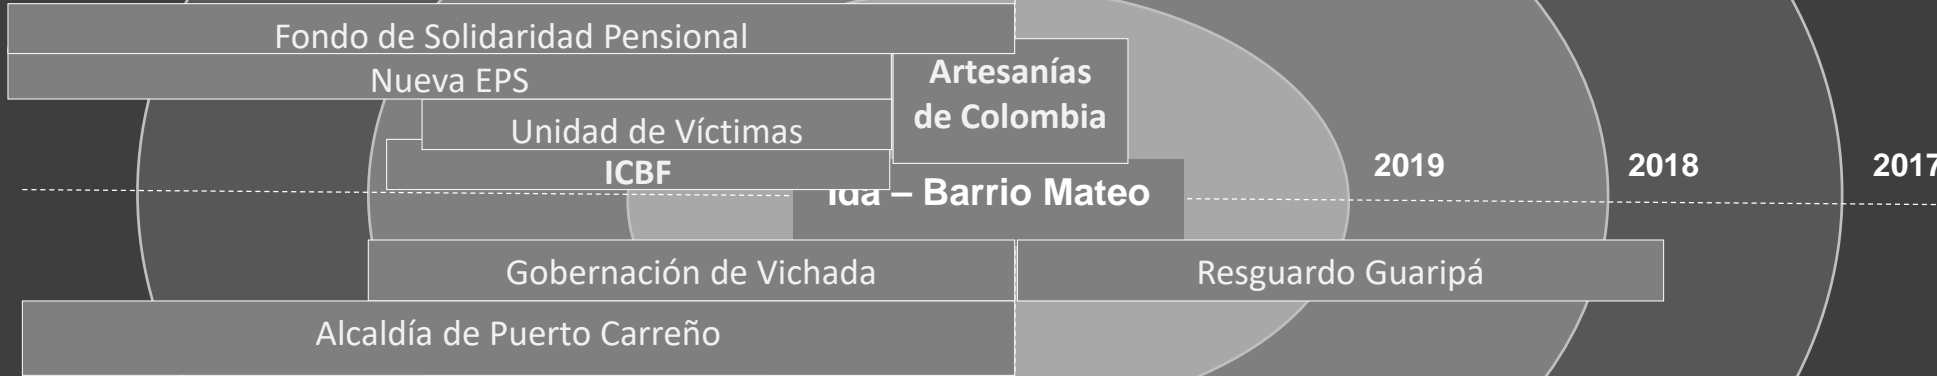 Fondo de Solidaridad Pensional
Nueva EPS
Artesanías
de Colombia
Unidad de Víctimas
ICBF
2019
2018
2017
Ida – Barrio Mateo
Gobernación de Vichada
Resguardo Guaripá
Alcaldía de Puerto Carreño